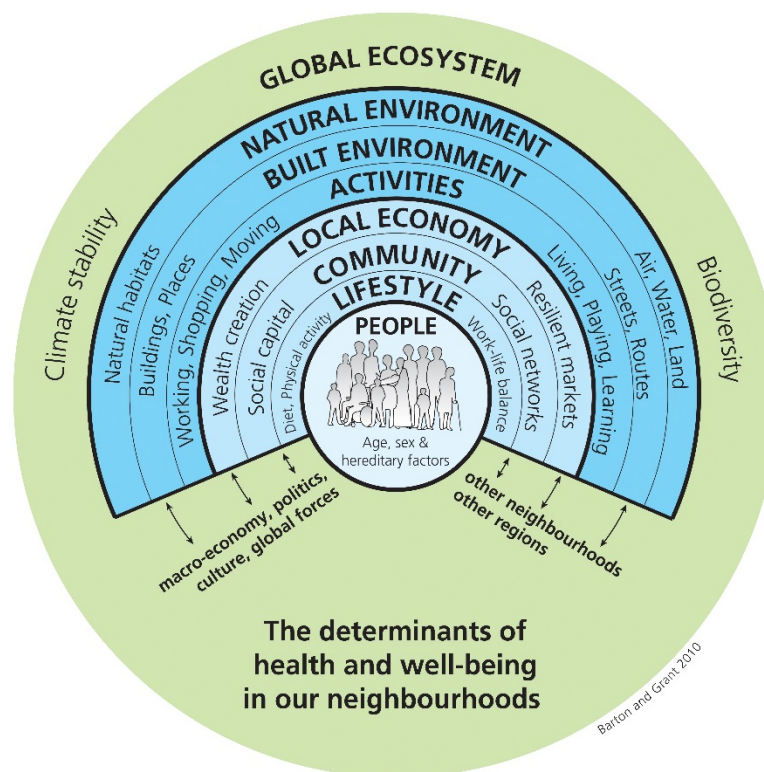 GLOBAL ECOSYSTEM
NATURAL ENVIRONMENT
BUILT ENVIRONMENT
ACTIVITIES
LOCAL ECONOMY
COMMUNITY
LIFESTYLE
PEOPLE
Age, sex &
hereditary factors
Climate stability
Natural habitats
Buildings, Places
Working, Shopping, Moving
Wealth creation
Social capital
Diet, Physical activity
Work-life balance
Social networks
Resilient markets
Living, Playing, Learning
Streets, Routes
Air, Water, Land
Biodiversity
macro-economy, politics,
culture, global forces
other neighbourhoods
other regions
The determinants of
health and well-being
in our neighbourhoods
Barton and Grant 2010